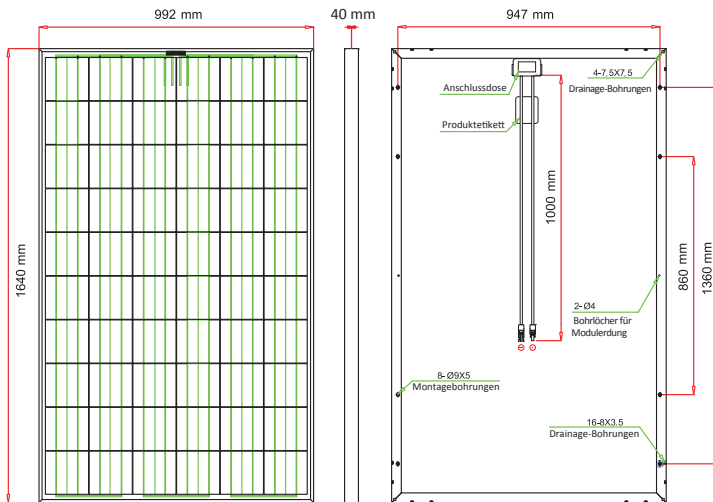 992 mm
40 mm
947 mm
4-7,5X7,5
Drainage-Bohrungen
Anschlussdose
Produktetikett
1000 mm
1640 mm
860 mm
1360 mm
2-Ø4
Bohrlöcher für
Modulerdung
8-Ø9X5
Montagebohrungen
16-8X3.5
Drainage-Bohrungen